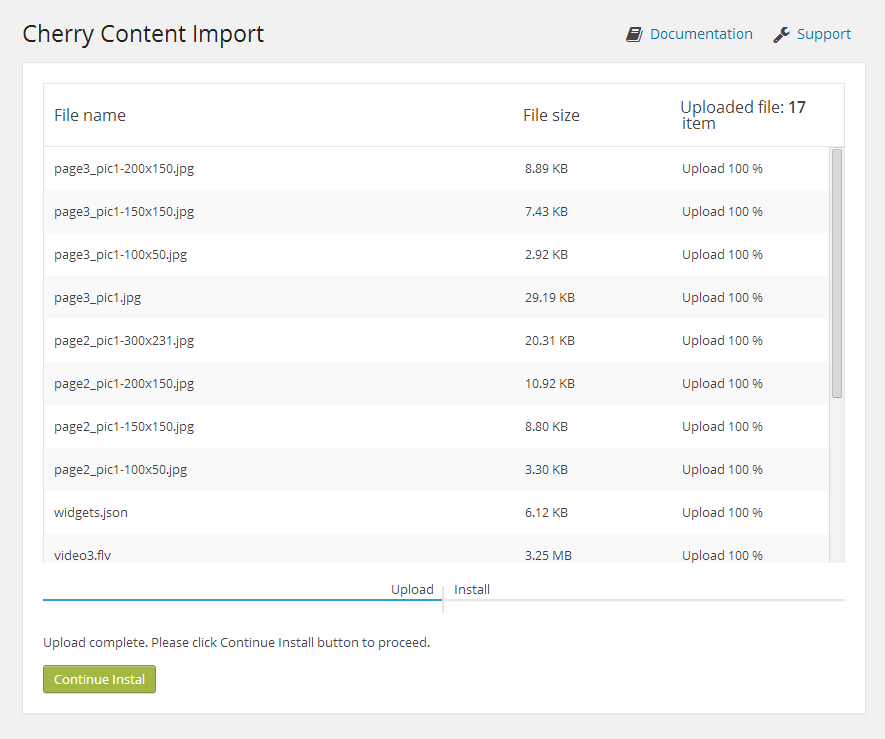 Cherry Content Import
Documentation Support
File name File size Uploaded file: 17 item
page3_pic1-200x150.jpg 8.89 KB Upload 100 %
page3_pic1-150x150.jpg 7.43 KB Upload 100 %
page3_pic1-100x50.jpg 2.92 KB Upload 100 %
page3_pic1.jpg 29.19 KB Upload 100 %
page2_pic1-300x231.jpg 20.31 KB Upload 100 %
page2_pic1-200x150.jpg 10.92 KB Upload 100 %
page2_pic1-150x150.jpg 8.80 KB Upload 100 %
page2_pic1-100x50.jpg 3.30 KB Upload 100 %
widgets.json 6.12 KB Upload 100 %
video3.flv 3.25 MB Upload 100 %
Upload Install
Upload complete. Please click Continue Install button to proceed.
Continue Instal